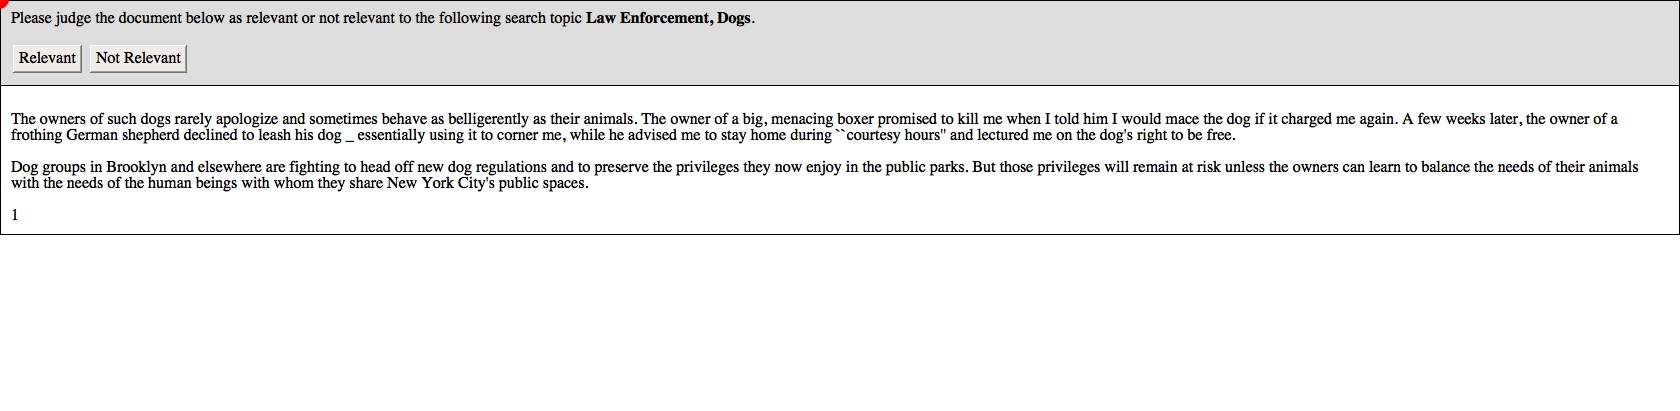 Please judge the document below as relevant or not relevant to the following search topic Law Enforcement, Dogs.
Relevant Not Relevant
The owners of such dogs rarely apologize and sometimes behave as belligerently as their animals. The owner of a big, menacing boxer promised to kill me when I told him I would mace the dog if it charged me again. A few weeks later, the owner of a
frothing German shepherd declined to leash his dog _ essentially using it to corner me, while he advised me to stay home during ``courtesy hours'' and lectured me on the dog's right to be free.
Dog groups in Brooklyn and elsewhere are fighting to head off new dog regulations and to preserve the privileges they now enjoy in the public parks. But those privileges will remain at risk unless the owners can learn to balance the needs of their animals
with the needs of the human beings with whom they share New York City's public spaces.
1